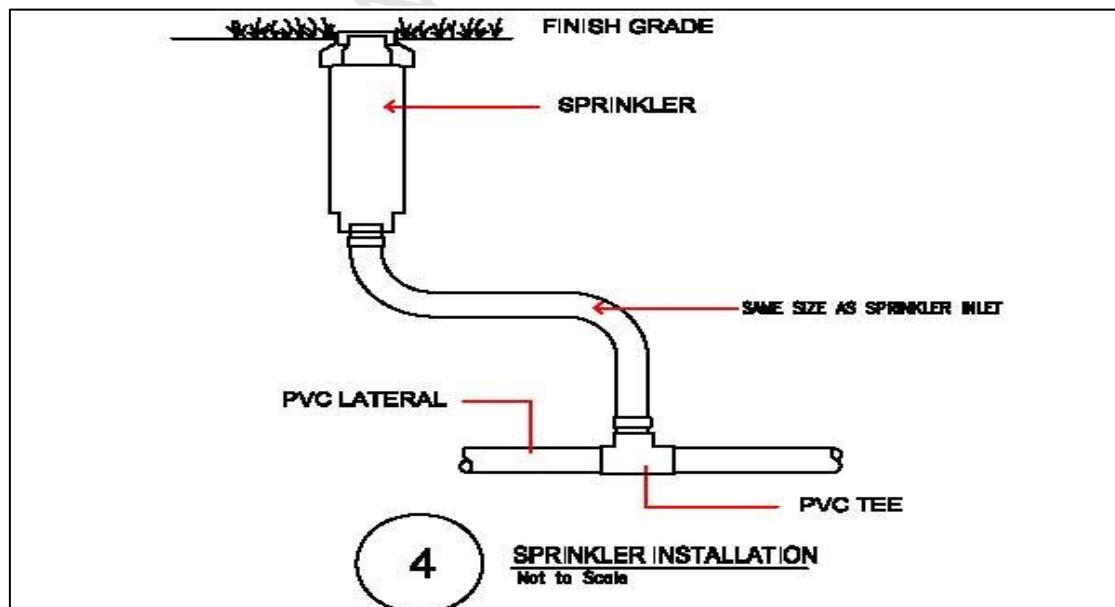 FINISH GRADE
SPRINKLER
SAME SIZE AS SPRINKLER INLET
PVC LATERAL
PVC TEE
4
SPRINKLER INSTALLATION
Not to Scale